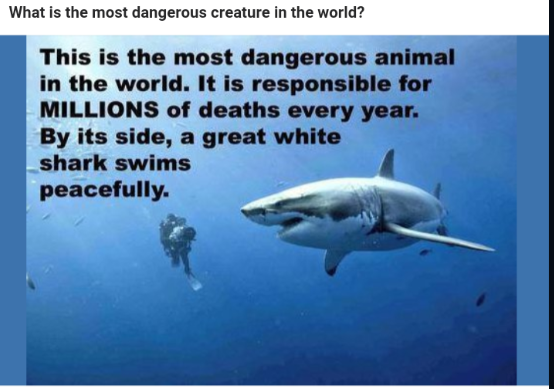 What is the most dangerous creature in the world?
This is the most dangerous animal
in the world. It is responsible for
MILLIONS of deaths every year.
By its side, a great white
shark swims
peacefully.